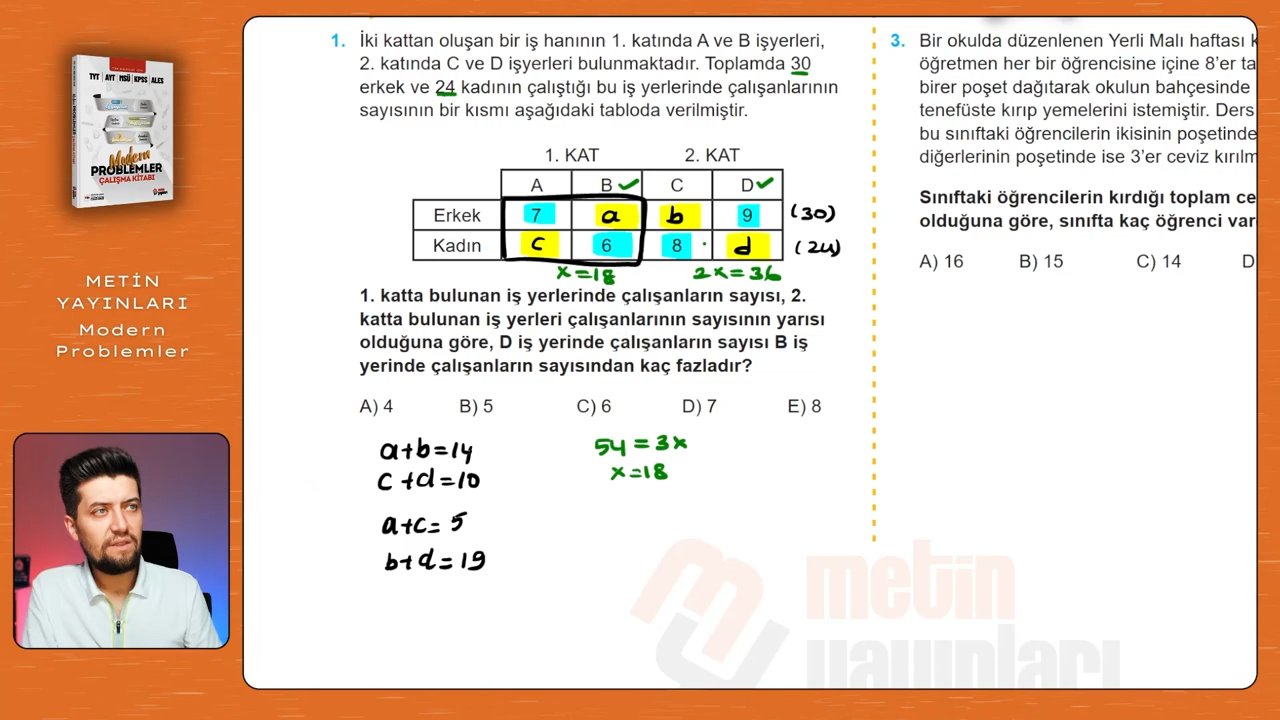 1. İki kattan oluşan bir iş hanının 1. katında A ve B işyerleri,
2. katında C ve D işyerleri bulunmaktadır. Toplamda 30
erkek ve 24 kadının çalıştığı bu iş yerlerinde çalışanlarının
sayısının bir kısmı aşağıdaki tabloda verilmiştir.
1. KAT 2. KAT
A B ✓ C D ✓
Erkek 7 a b 9 (30)
Kadın c 6 8 d (24)
x=18 2x=36
1. katta bulunan iş yerlerinde çalışanların sayısı, 2.
katta bulunan iş yerleri çalışanlarının sayısının yarısı
olduğuna göre, D iş yerinde çalışanların sayısı B iş
yerinde çalışanların sayısından kaç fazladır?
A) 4 B) 5 C) 6 D) 7 E) 8
a+b=14
c+d=10
a+c=5
b+d=19
54=3x
x=18
3. Bir okulda düzenlenen Yerli Malı haftası k
öğretmen her bir öğrencisine içine 8'er ta
birer poşet dağıtarak okulun bahçesinde
tenefüste kırıp yemelerini istemiştir. Ders
bu sınıftaki öğrencilerin ikisinin poşetinde
diğerlerinin poşetinde ise 3'er ceviz kırılm
Sınıftaki öğrencilerin kırdığı toplam ce
olduğuna göre, sınıfta kaç öğrenci var
A) 16 B) 15 C) 14 D
TYT | AYT | MSÜ | KPSS | ALES
Modern
PROBLEMLER
ÇALIŞMA KİTABI
METİN
YAYINLARI
Modern
Problemler
metin
yayınları